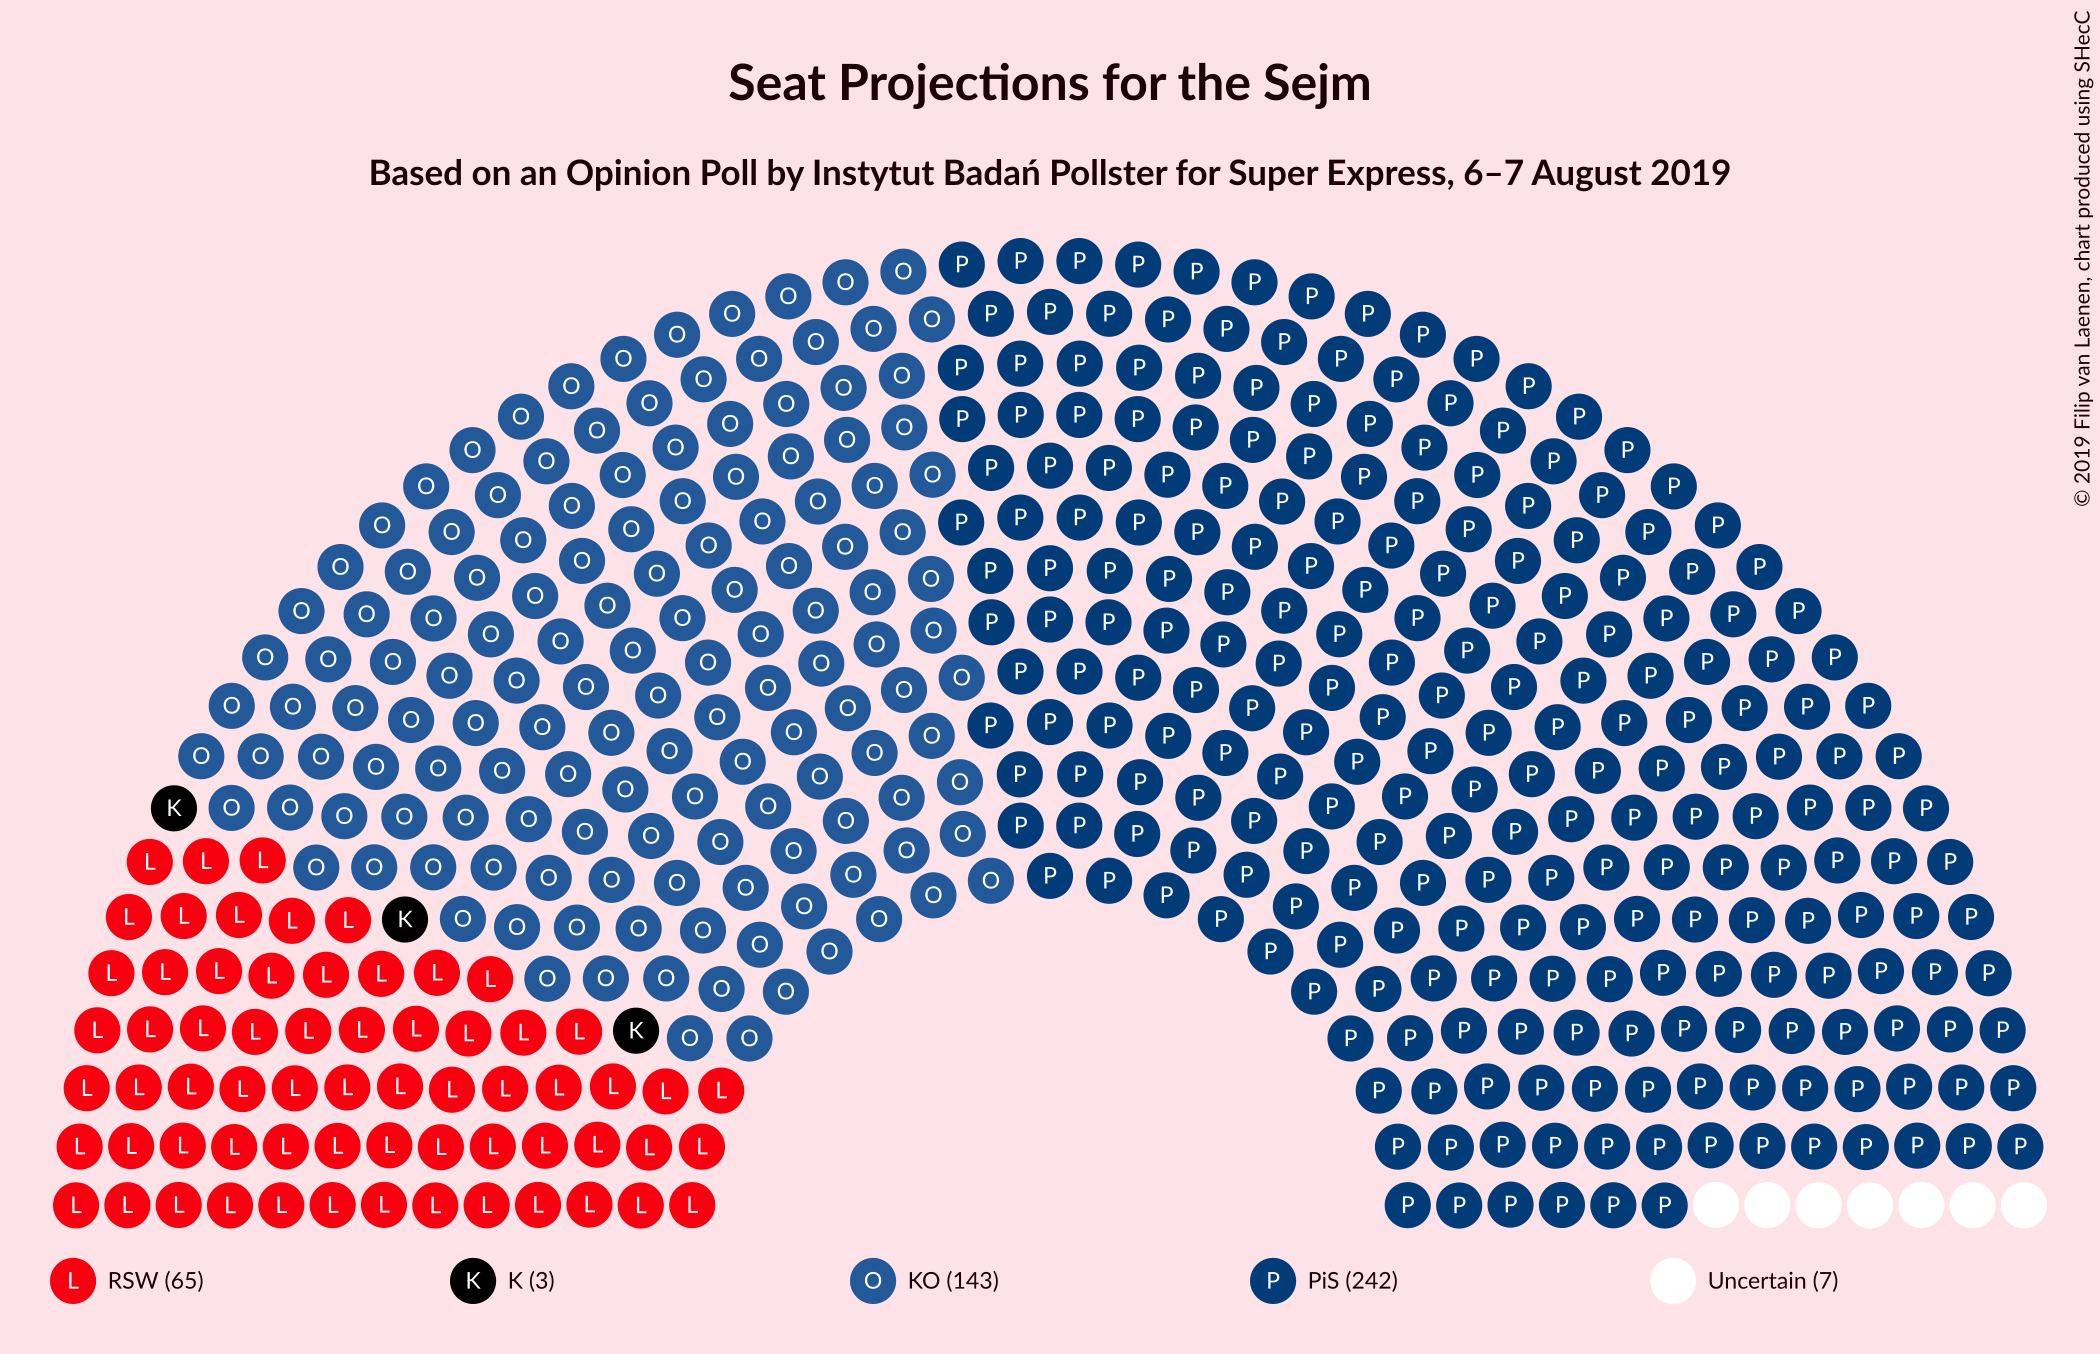 Seat Projections for the Sejm
Based on an Opinion Poll by Instytut Badań Pollster for Super Express, 6–7 August 2019
© 2019 Filip van Laenen, chart produced using SHecC
L RSW (65)
K K (3)
O KO (143)
P PiS (242)
Uncertain (7)